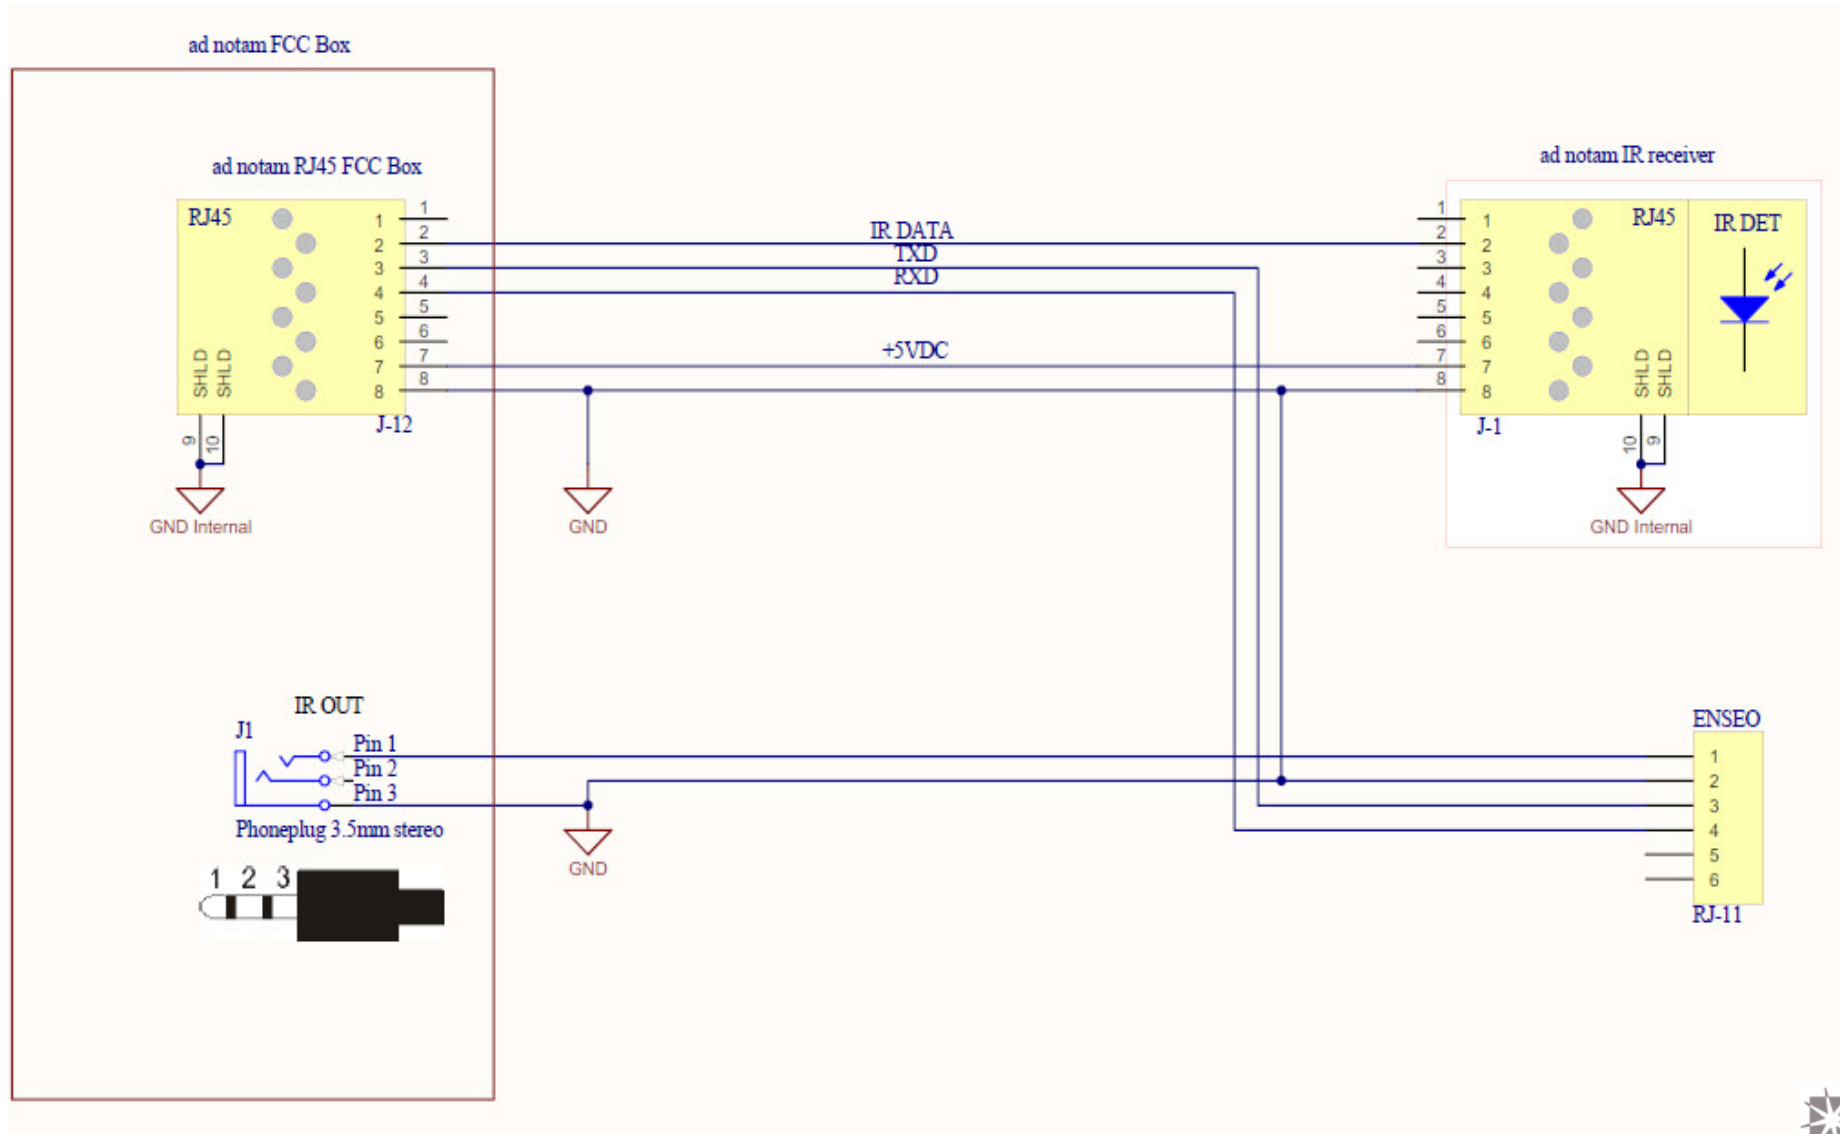 ad notam FCC Box
ad notam RJ45 FCC Box
ad notam IR receiver
RJ45
1 1
2 2
3 3
4 4
5 5
6 6
7 7
8 8
SHLD
SHLD
9
10
J-12
GND Internal
IR DATA
TXD
RXD
+5VDC
GND
1 1
2 2
3 3
4 4
5 5
6 6
7 7
8 8
RJ45
IR DET
SHLD
SHLD
J-1
10
9
GND Internal
IR OUT
J1
Pin 1
Pin 2
Pin 3
Phoneplug 3.5mm stereo
1 2 3
GND
ENSEO
1
2
3
4
5
6
RJ-11